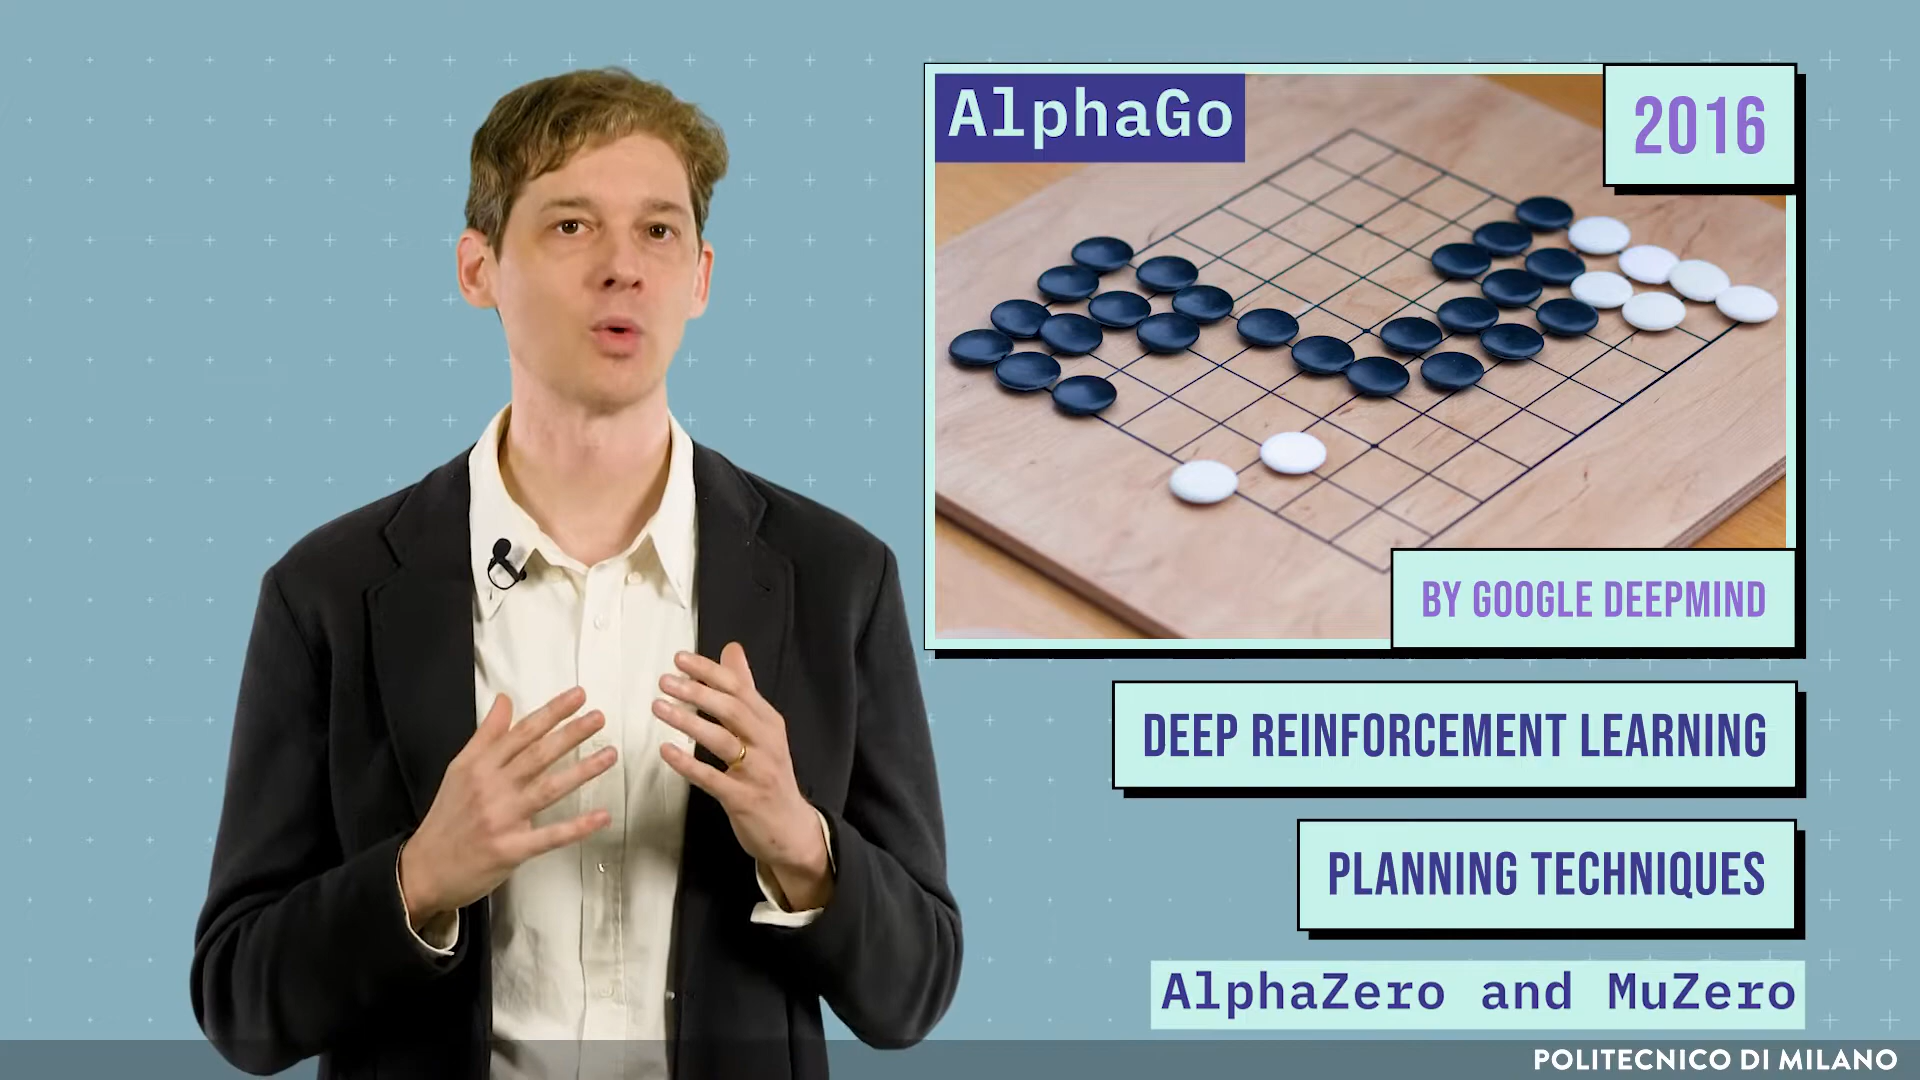 AlphaGo
2016
BY GOOGLE DEEPMIND
DEEP REINFORCEMENT LEARNING
PLANNING TECHNIQUES
AlphaZero and MuZero
POLITECNICO DI MILANO